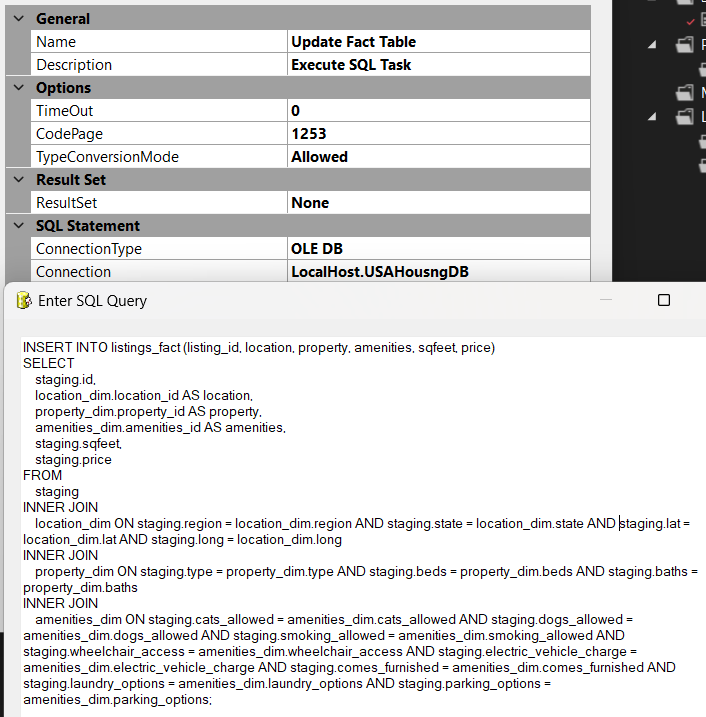 General
Name Update Fact Table
Description Execute SQL Task
Options
TimeOut 0
CodePage 1253
TypeConversionMode Allowed
Result Set
ResultSet None
SQL Statement
ConnectionType OLE DB
Connection LocalHost.USAHousngDB
Enter SQL Query
INSERT INTO listings_fact (listing_id, location, property, amenities, sqfeet, price)
SELECT
staging.id,
location_dim.location_id AS location,
property_dim.property_id AS property,
amenities_dim.amenities_id AS amenities,
staging.sqfeet,
staging.price
FROM
staging
INNER JOIN
location_dim ON staging.region = location_dim.region AND staging.state = location_dim.state AND staging.lat =
location_dim.lat AND staging.long = location_dim.long
INNER JOIN
property_dim ON staging.type = property_dim.type AND staging.beds = property_dim.beds AND staging.baths =
property_dim.baths
INNER JOIN
amenities_dim ON staging.cats_allowed = amenities_dim.cats_allowed AND staging.dogs_allowed =
amenities_dim.dogs_allowed AND staging.smoking_allowed = amenities_dim.smoking_allowed AND
staging.wheelchair_access = amenities_dim.wheelchair_access AND staging.electric_vehicle_charge =
amenities_dim.electric_vehicle_charge AND staging.comes_furnished = amenities_dim.comes_furnished AND
staging.laundry_options = amenities_dim.laundry_options AND staging.parking_options =
amenities_dim.parking_options;